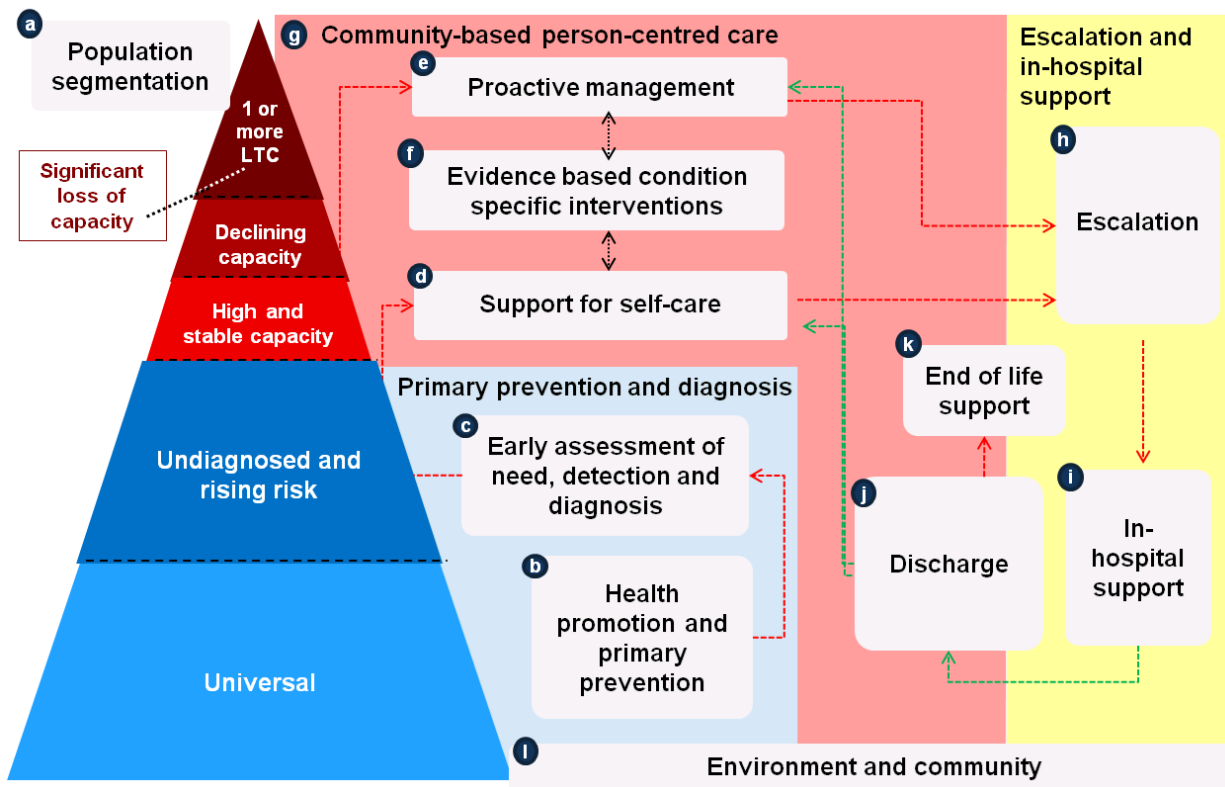 a
Population
segmentation
1 or
more
LTC
Significant
loss of
capacity
Declining
capacity
High and
stable capacity
Undiagnosed and
rising risk
Universal
g
Community-based person-centred care
e
Proactive management
f
Evidence based condition
specific interventions
d
Support for self-care
Primary prevention and diagnosis
c
Early assessment of
need, detection and
diagnosis
b
Health
promotion and
primary
prevention
Escalation and
in-hospital
support
h
Escalation
k
End of life
support
j
Discharge
i
In-
hospital
support
l
Environment and community